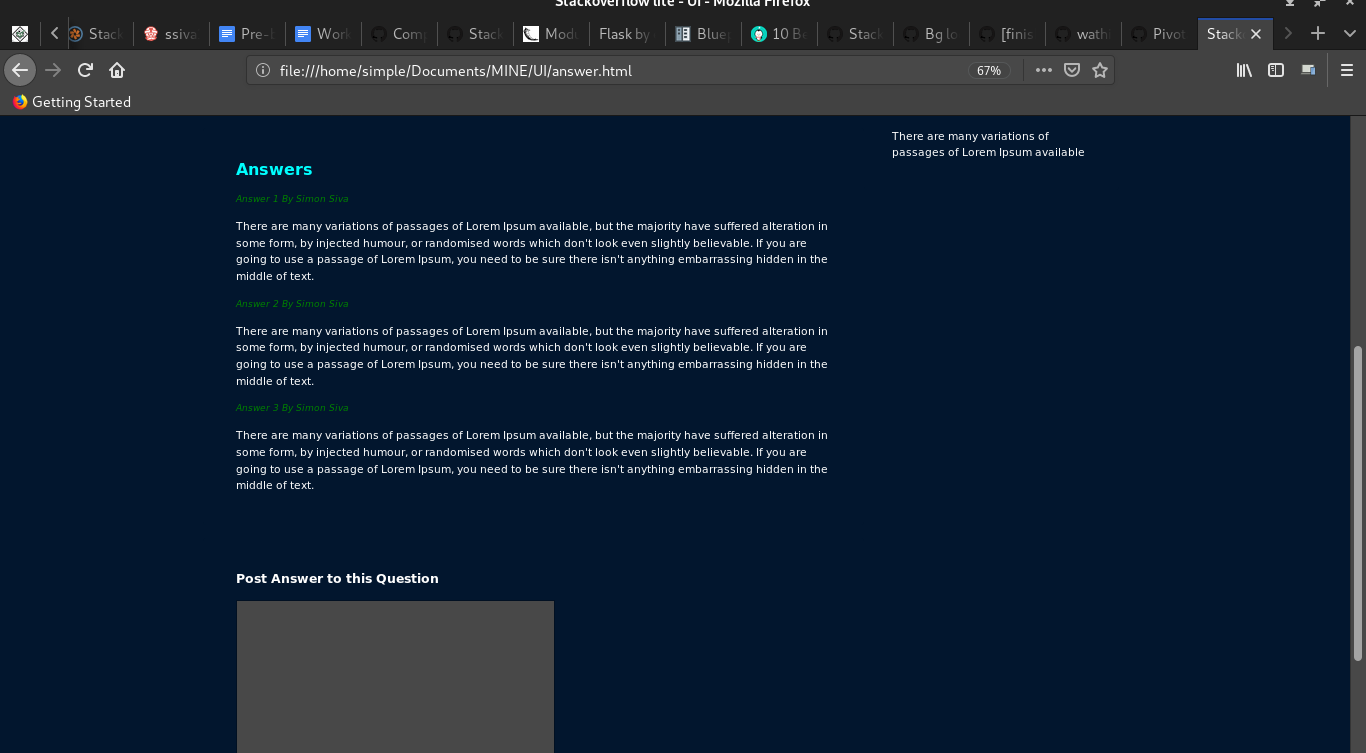 Stackoverflow lite - UI - Mozilla Firefox
Stack
ssiva
Pre-
Work
Comp
Stack
Modu
Flask by
Bluep
10 Be
Stack
Bg lo
[finis
wath
Pivot
Stack
file:///home/simple/Documents/MINE/UI/answer.html
67%
Getting Started
There are many variations of
passages of Lorem Ipsum available
Answers
Answer 1 By Simon Siva
There are many variations of passages of Lorem Ipsum available, but the majority have suffered alteration in
some form, by injected humour, or randomised words which don't look even slightly believable. If you are
going to use a passage of Lorem Ipsum, you need to be sure there isn't anything embarrassing hidden in the
middle of text.
Answer 2 By Simon Siva
There are many variations of passages of Lorem Ipsum available, but the majority have suffered alteration in
some form, by injected humour, or randomised words which don't look even slightly believable. If you are
going to use a passage of Lorem Ipsum, you need to be sure there isn't anything embarrassing hidden in the
middle of text.
Answer 3 By Simon Siva
There are many variations of passages of Lorem Ipsum available, but the majority have suffered alteration in
some form, by injected humour, or randomised words which don't look even slightly believable. If you are
going to use a passage of Lorem Ipsum, you need to be sure there isn't anything embarrassing hidden in the
middle of text.
Post Answer to this Question